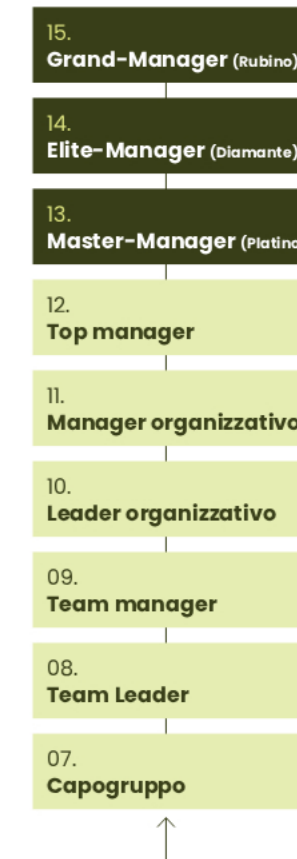 15.
Grand-Manager (Rubino)
14.
Elite-Manager (Diamante)
13.
Master-Manager (Platino
12.
Top manager
11.
Manager organizzativo
10.
Leader organizzativo
09.
Team manager
08.
Team Leader
07.
Capogruppo